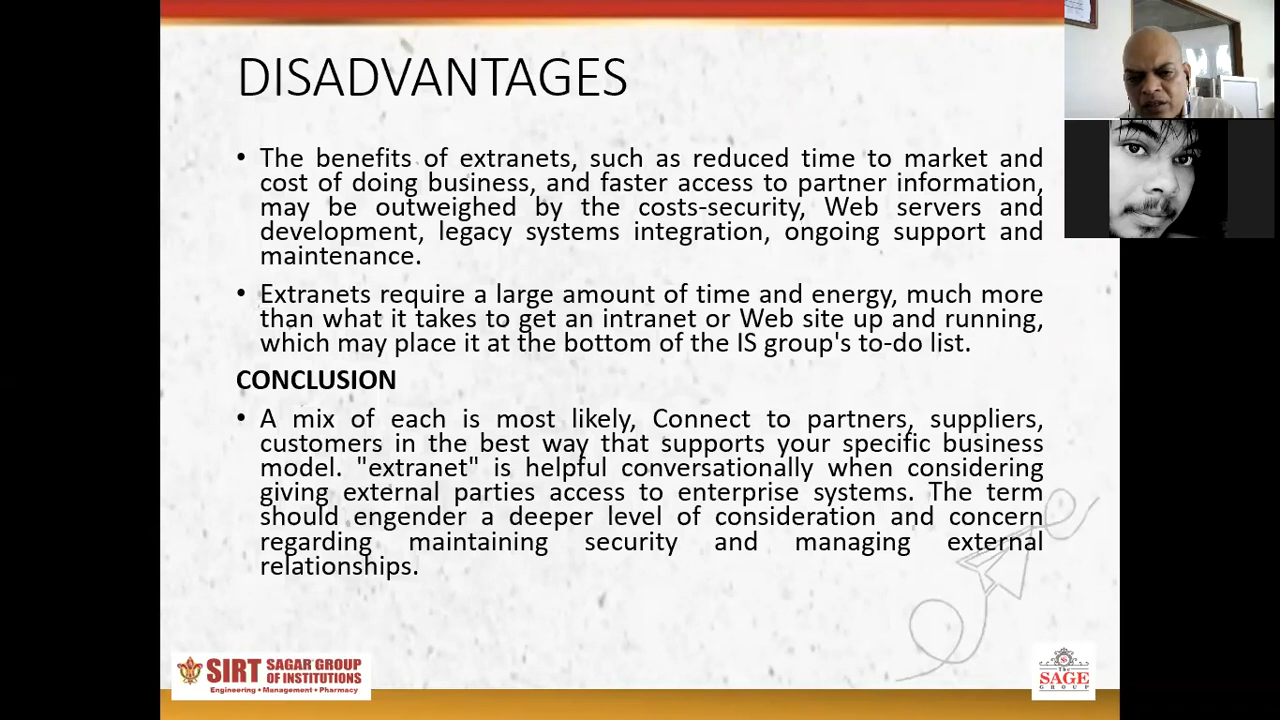 DISADVANTAGES
• The benefits of extranets, such as reduced time to market and
cost of doing business, and faster access to partner information,
may be outweighed by the costs-security, Web servers and
development, legacy systems integration, ongoing support and
maintenance.
• Extranets require a large amount of time and energy, much more
than what it takes to get an intranet or Web site up and running,
which may place it at the bottom of the IS group's to-do list.
CONCLUSION
• A mix of each is most likely, Connect to partners, suppliers,
customers in the best way that supports your specific business
model. "extranet" is helpful conversationally when considering
giving external parties access to enterprise systems. The term
should engender a deeper level of consideration and concern
regarding maintaining security and managing external
relationships.
SIRT SAGAR GROUP
OF INSTITUTIONS
Engineering • Management • Pharmacy
The
SAGE
GROUP